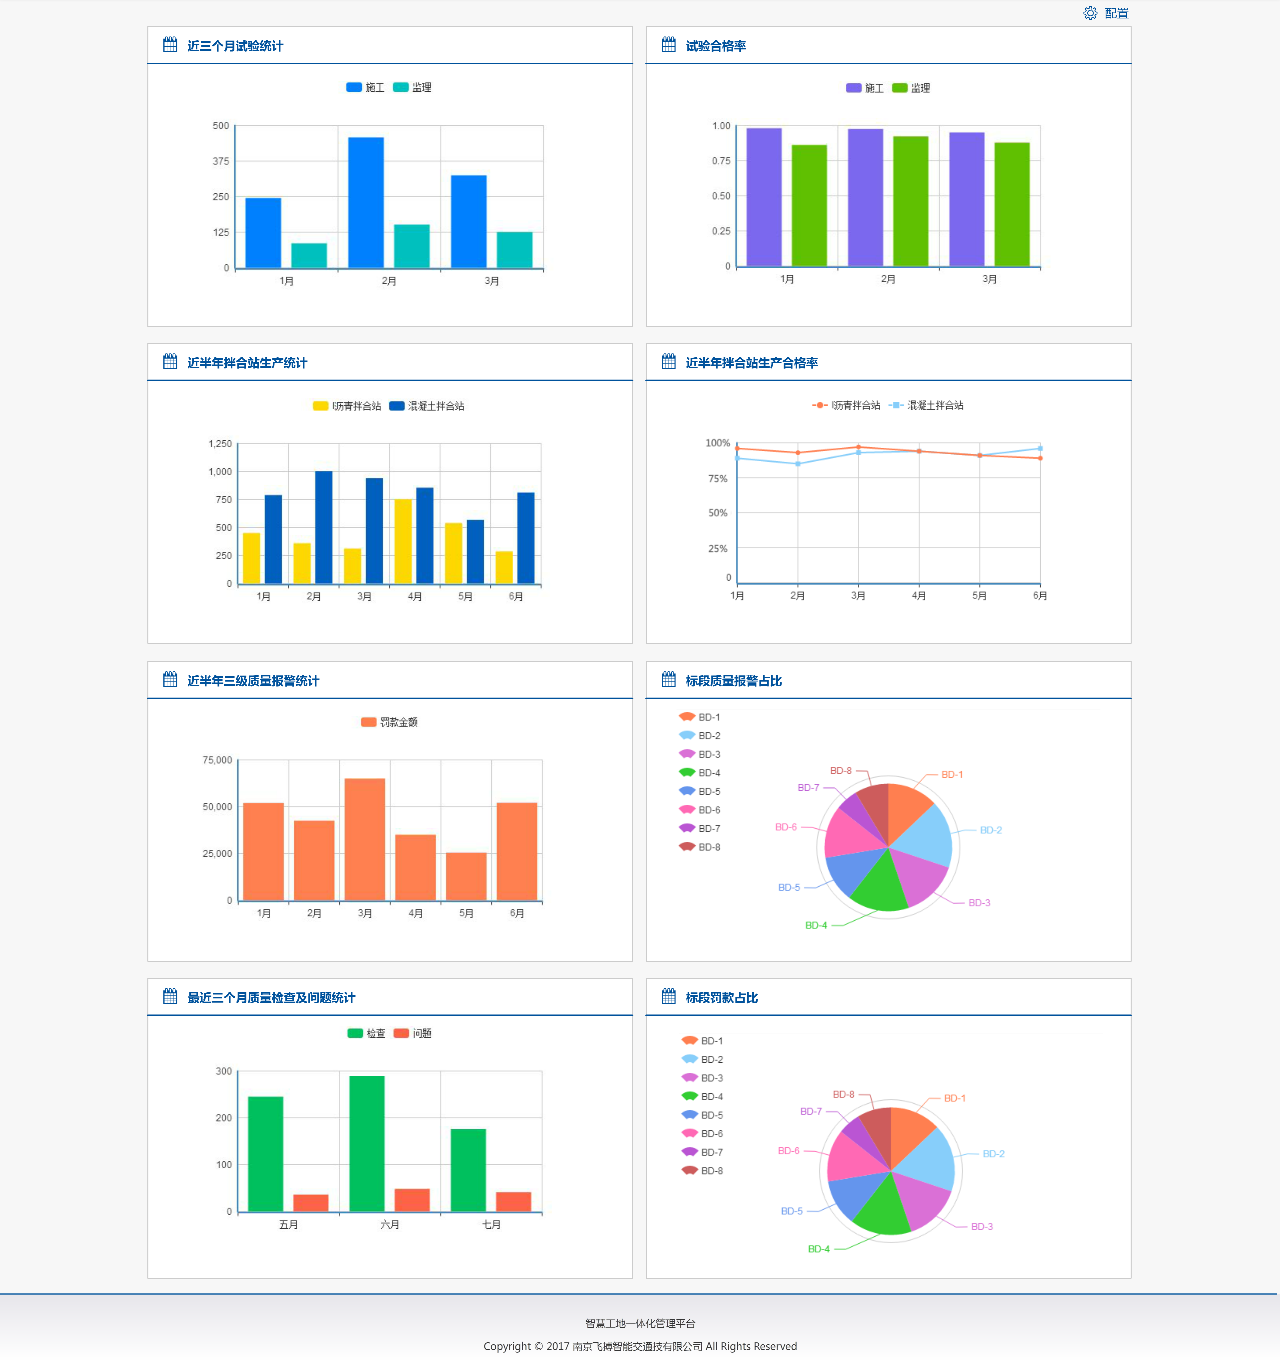 配置
近三个月试验统计
施工 监理
500
375
250
125
0
1月 2月 3月
试验合格率
施工 监理
1.00
0.75
0.50
0.25
0
1月 2月 3月
近半年拌合站生产统计
沥青拌合站 混凝土拌合站
1,250
1,000
750
500
250
0
1月 2月 3月 4月 5月 6月
近半年拌合站生产合格率
沥青拌合站 混凝土拌合站
100%
75%
50%
25%
0
1月 2月 3月 4月 5月 6月
近半年三级质量报警统计
罚款金额
75,000
50,000
25,000
0
1月 2月 3月 4月 5月 6月
标段质量报警占比
BD-1
BD-2
BD-3
BD-4
BD-5
BD-6
BD-7
BD-8
BD-8 BD-1
BD-7
BD-6 BD-2
BD-5
BD-3
BD-4
最近三个月质量检查及问题统计
检查 问题
300
200
100
0
五月 六月 七月
标段罚款占比
BD-1
BD-2
BD-3
BD-4
BD-5
BD-6
BD-7
BD-8
BD-8 BD-1
BD-7
BD-6 BD-2
BD-5
BD-3
BD-4
智慧工地一体化管理平台
Copyright © 2017 南京飞搏智能交通技有限公司 All Rights Reserved